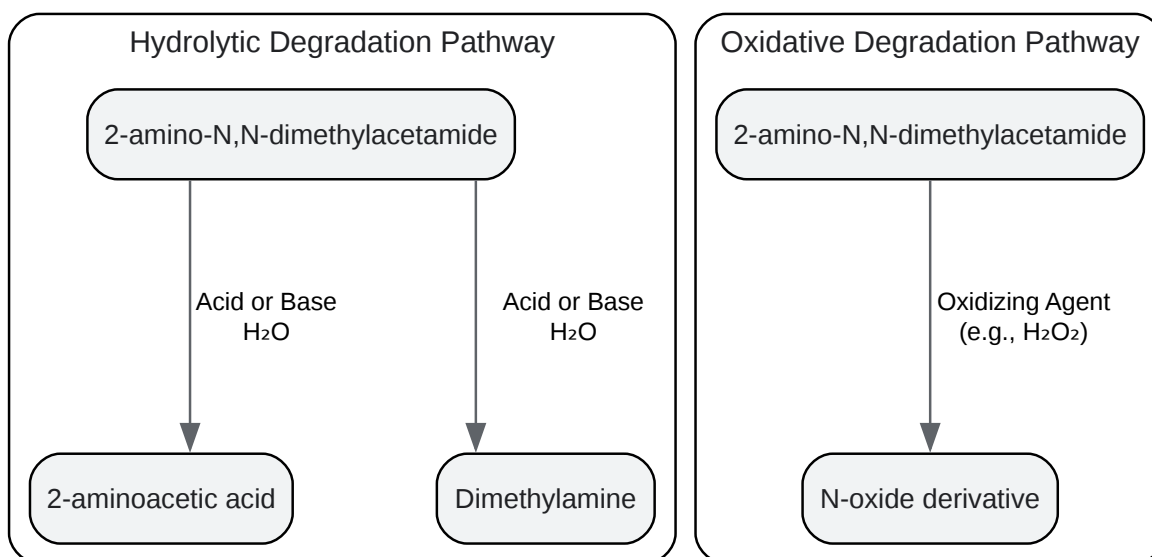 Hydrolytic Degradation Pathway
2-amino-N,N-dimethylacetamide
Acid or Base
H₂O
Acid or Base
H₂O
2-aminoacetic acid
Dimethylamine
Oxidative Degradation Pathway
2-amino-N,N-dimethylacetamide
Oxidizing Agent
(e.g., H₂O₂)
N-oxide derivative